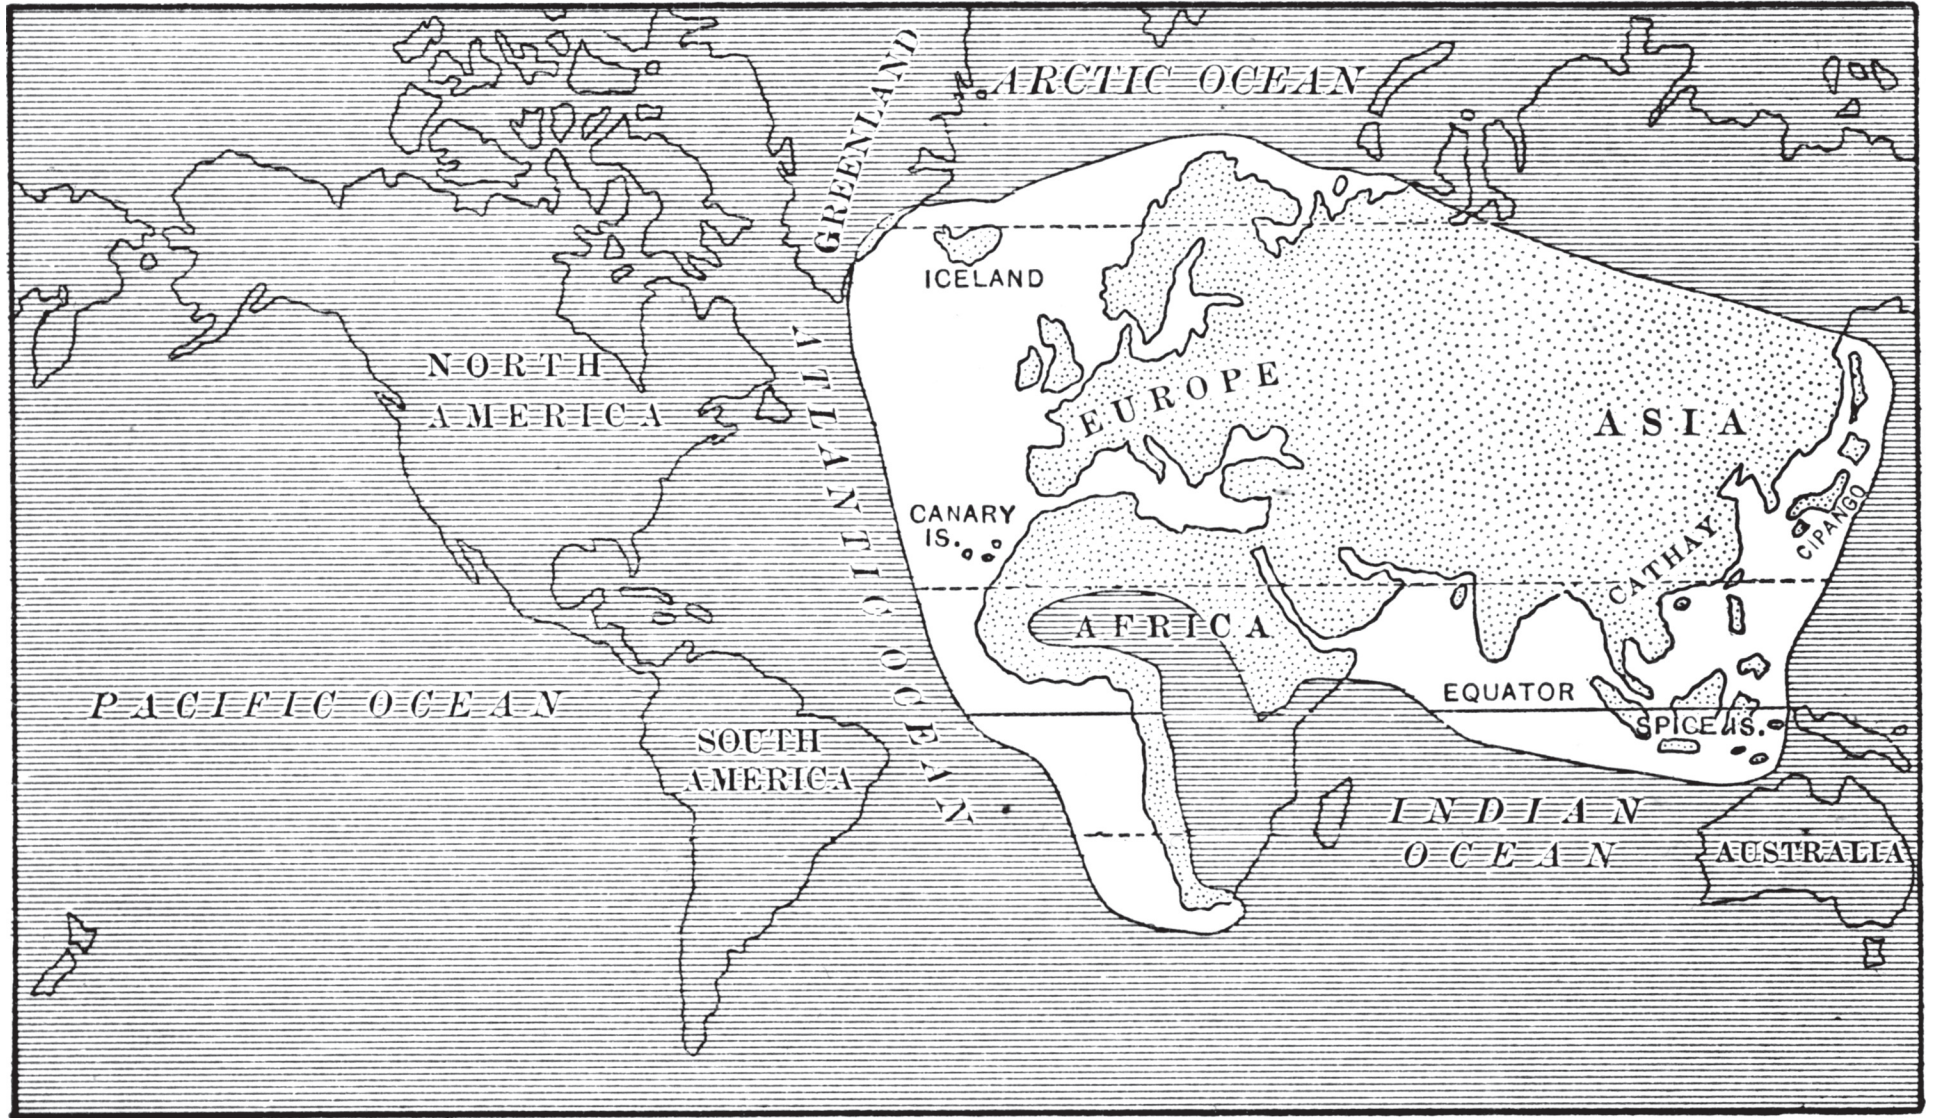 ARCTIC OCEAN
GREENLAND
ICELAND
NORTH
AMERICA
EUROPE
ASIA
ATLANTIC OCEAN
CANARY
IS.
CIPANGO
CATHAY
AFRICA
PACIFIC OCEAN
EQUATOR
SPICE IS.
SOUTH
AMERICA
INDIAN
OCEAN
AUSTRALIA